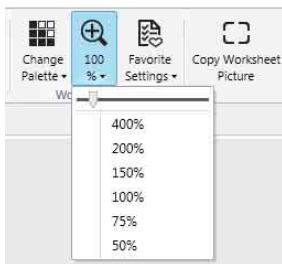 Change
Palette
100
%
Favorite
Settings
Copy Worksheet
Picture
Wo
400%
200%
150%
100%
75%
50%